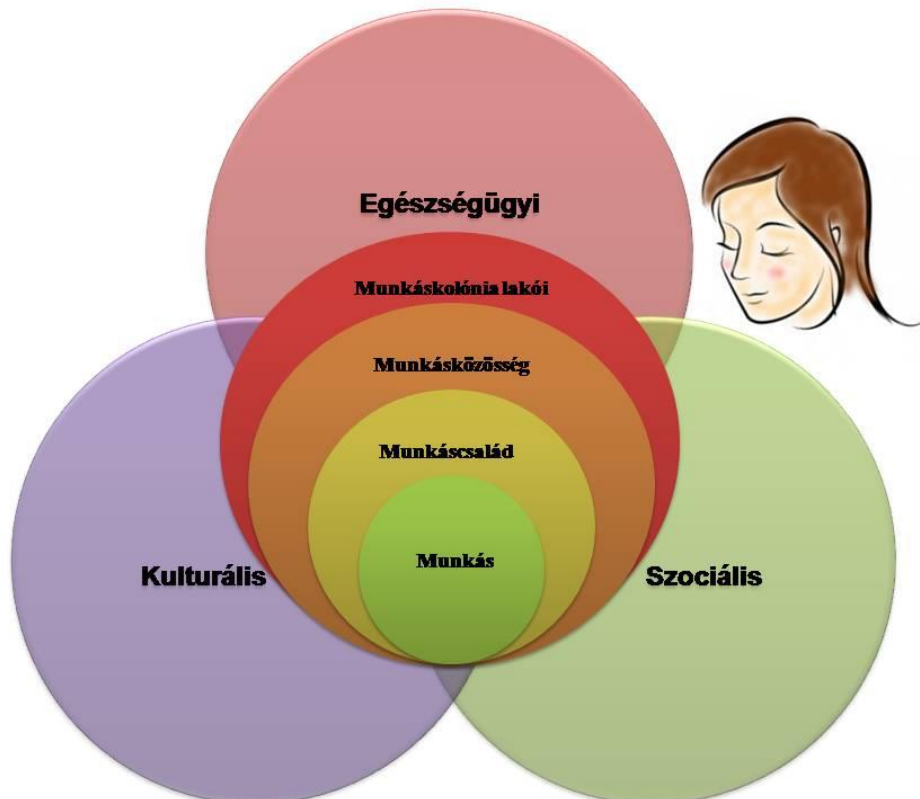 Egészségügyi
Munkáskolónia lakói
Munkásközösség
Munkáscsalád
Munkás
Kulturális
Szociális